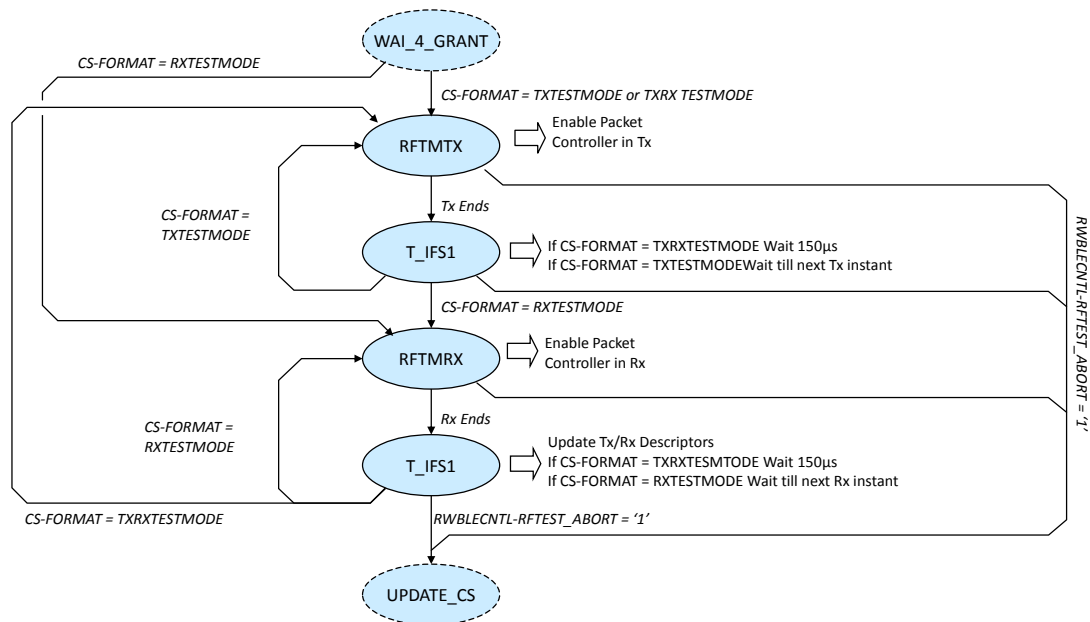 WAI_4_GRANT
CS-FORMAT = RXTESTMODE
CS-FORMAT = TXTESTMODE or TXRX TESTMODE
RFTMTX
Enable Packet
Controller in Tx
Tx Ends
CS-FORMAT =
TXTESTMODE
T_IFS1
If CS-FORMAT = TXRXTESTMODE Wait 150µs
If CS-FORMAT = TXTESTMODEWait till next Tx instant
RWBLECNTL-RFTEST_ABORT = '1'
CS-FORMAT = RXTESTMODE
RFTMRX
Enable Packet
Controller in Rx
Rx Ends
CS-FORMAT =
RXTESTMODE
T_IFS1
Update Tx/Rx Descriptors
If CS-FORMAT = TXRXTESMTODE Wait 150µs
If CS-FORMAT = RXTESTMODE Wait till next Rx instant
CS-FORMAT = TXRXTESTMODE
RWBLECNTL-RFTEST_ABORT = ‘1’
UPDATE_CS